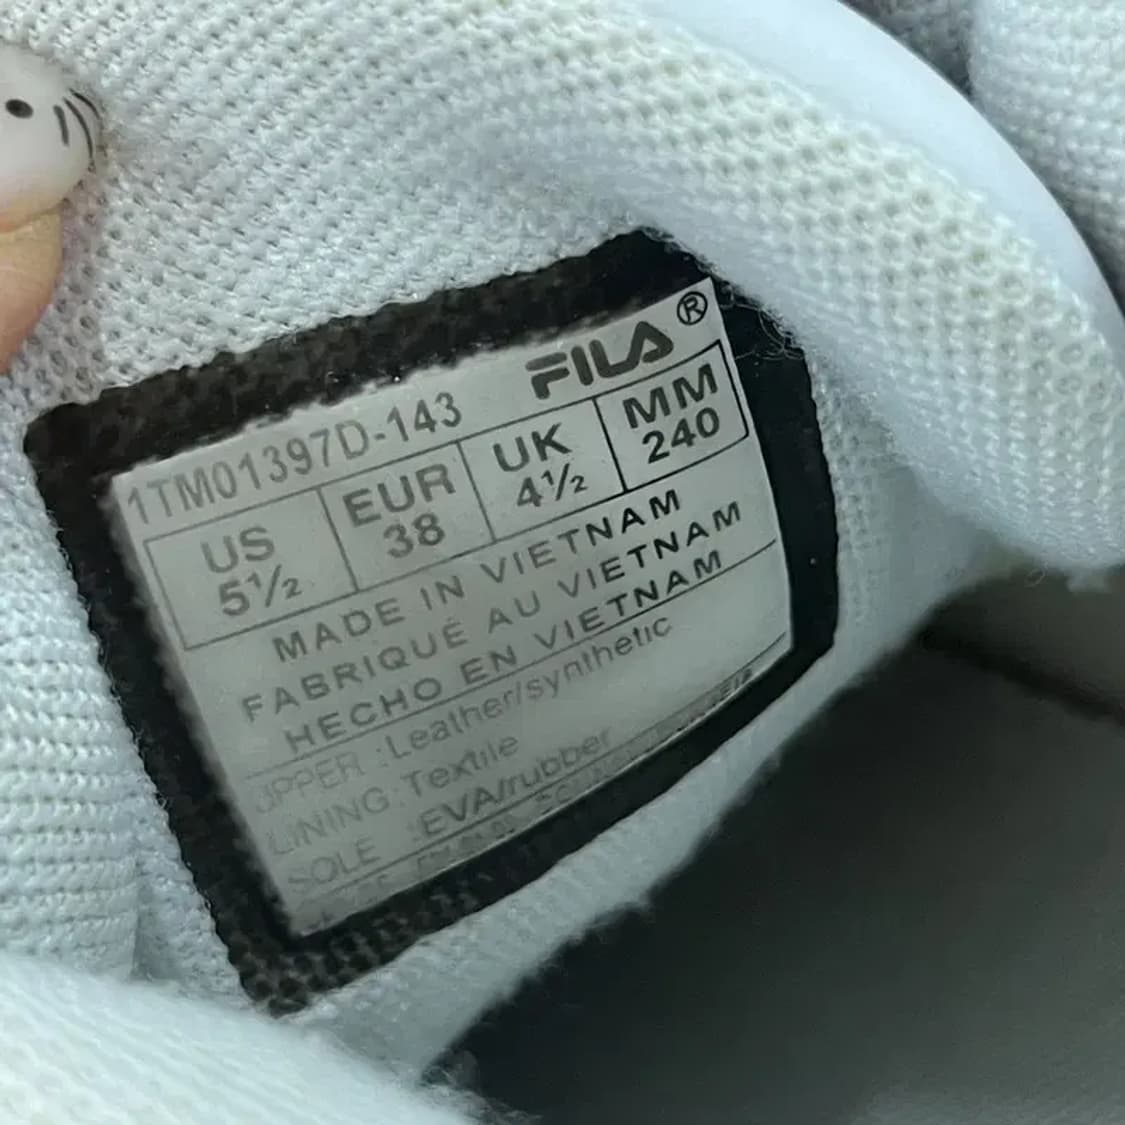 FILA®
1TM01397D-143
US EUR UK MM
5½ 38 4½ 240
MADE IN VIETNAM
FABRIQUÉ AU VIETNAM
HECHO EN VIETNAM
UPPER :Leather/synthetic
LINING:Textile
SOLE :EVA/rubber